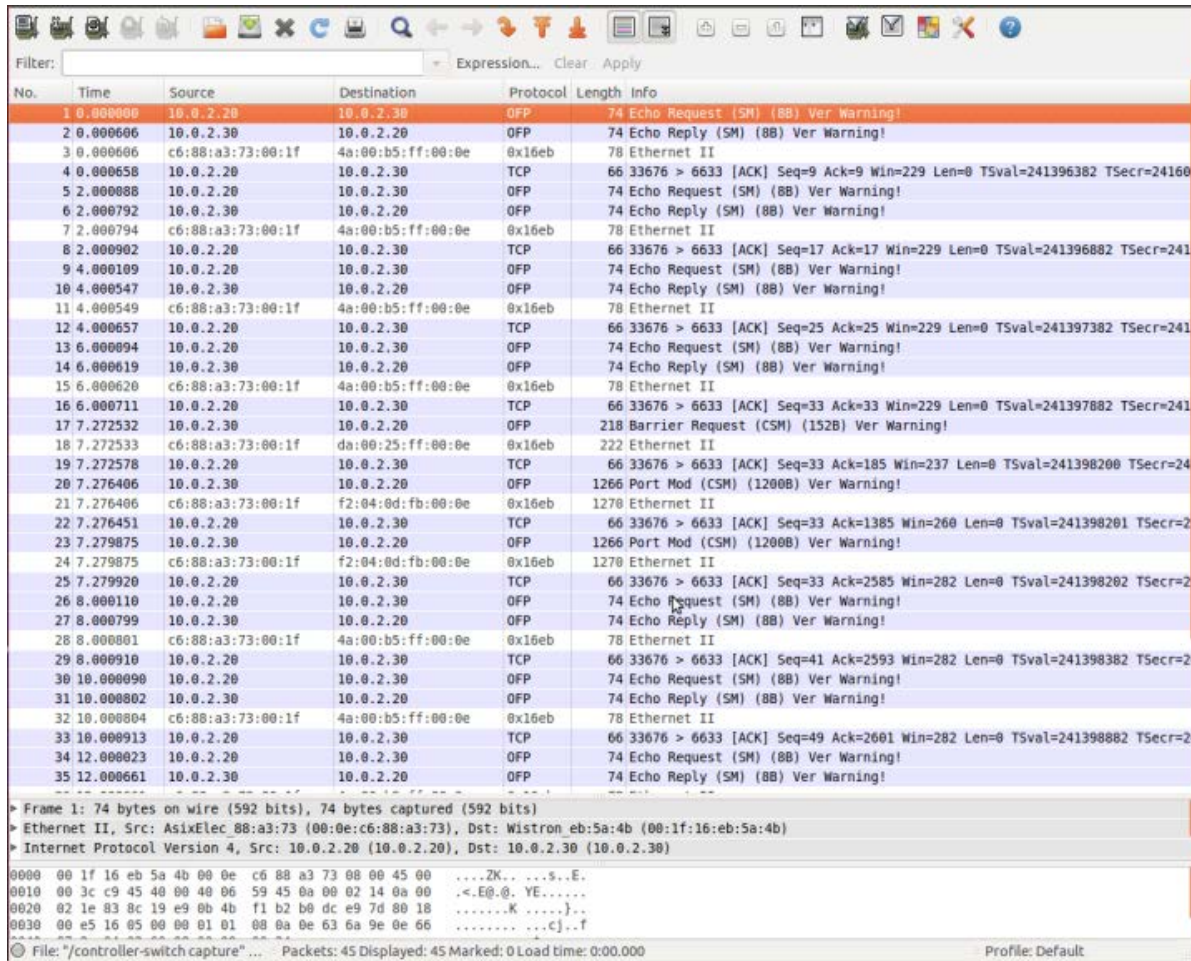 Filter: Expression... Clear Apply
No. Time Source Destination Protocol Length Info
1 0.000000 10.0.2.20 10.0.2.30 OFP 74 Echo Request (SM) (8B) Ver Warning!
2 0.000606 10.0.2.30 10.0.2.20 OFP 74 Echo Reply (SM) (8B) Ver Warning!
3 0.000606 c6:88:a3:73:00:1f 4a:00:b5:ff:00:0e 0x16eb 78 Ethernet II
4 0.000658 10.0.2.20 10.0.2.30 TCP 66 33676 > 6633 [ACK] Seq=9 Ack=9 Win=229 Len=0 TSval=241396382 TSecr=24160
5 2.000088 10.0.2.20 10.0.2.30 OFP 74 Echo Request (SM) (8B) Ver Warning!
6 2.000792 10.0.2.30 10.0.2.20 OFP 74 Echo Reply (SM) (8B) Ver Warning!
7 2.000794 c6:88:a3:73:00:1f 4a:00:b5:ff:00:0e 0x16eb 78 Ethernet II
8 2.000902 10.0.2.20 10.0.2.30 TCP 66 33676 > 6633 [ACK] Seq=17 Ack=17 Win=229 Len=0 TSval=241396882 TSecr=241
9 4.000109 10.0.2.20 10.0.2.30 OFP 74 Echo Request (SM) (8B) Ver Warning!
10 4.000547 10.0.2.30 10.0.2.20 OFP 74 Echo Reply (SM) (8B) Ver Warning!
11 4.000549 c6:88:a3:73:00:1f 4a:00:b5:ff:00:0e 0x16eb 78 Ethernet II
12 4.000657 10.0.2.20 10.0.2.30 TCP 66 33676 > 6633 [ACK] Seq=25 Ack=25 Win=229 Len=0 TSval=241397382 TSecr=241
13 6.000094 10.0.2.20 10.0.2.30 OFP 74 Echo Request (SM) (8B) Ver Warning!
14 6.000619 10.0.2.30 10.0.2.20 OFP 74 Echo Reply (SM) (8B) Ver Warning!
15 6.000620 c6:88:a3:73:00:1f 4a:00:b5:ff:00:0e 0x16eb 78 Ethernet II
16 6.000711 10.0.2.20 10.0.2.30 TCP 66 33676 > 6633 [ACK] Seq=33 Ack=33 Win=229 Len=0 TSval=241397882 TSecr=241
17 7.272532 10.0.2.30 10.0.2.20 OFP 218 Barrier Request (CSM) (152B) Ver Warning!
18 7.272533 c6:88:a3:73:00:1f da:00:25:ff:00:0e 0x16eb 222 Ethernet II
19 7.272578 10.0.2.20 10.0.2.30 TCP 66 33676 > 6633 [ACK] Seq=33 Ack=185 Win=237 Len=0 TSval=241398200 TSecr=24
20 7.276406 10.0.2.30 10.0.2.20 OFP 1266 Port Mod (CSM) (1200B) Ver Warning!
21 7.276406 c6:88:a3:73:00:1f f2:04:0d:fb:00:0e 0x16eb 1270 Ethernet II
22 7.276451 10.0.2.20 10.0.2.30 TCP 66 33676 > 6633 [ACK] Seq=33 Ack=1385 Win=260 Len=0 TSval=241398201 TSecr=2
23 7.279875 10.0.2.30 10.0.2.20 OFP 1266 Port Mod (CSM) (1200B) Ver Warning!
24 7.279875 c6:88:a3:73:00:1f f2:04:0d:fb:00:0e 0x16eb 1270 Ethernet II
25 7.279920 10.0.2.20 10.0.2.30 TCP 66 33676 > 6633 [ACK] Seq=33 Ack=2585 Win=282 Len=0 TSval=241398202 TSecr=2
26 8.000110 10.0.2.20 10.0.2.30 OFP 74 Echo Request (SM) (8B) Ver Warning!
27 8.000799 10.0.2.30 10.0.2.20 OFP 74 Echo Reply (SM) (8B) Ver Warning!
28 8.000801 c6:88:a3:73:00:1f 4a:00:b5:ff:00:0e 0x16eb 78 Ethernet II
29 8.000910 10.0.2.20 10.0.2.30 TCP 66 33676 > 6633 [ACK] Seq=41 Ack=2593 Win=282 Len=0 TSval=241398382 TSecr=2
30 10.000090 10.0.2.20 10.0.2.30 OFP 74 Echo Request (SM) (8B) Ver Warning!
31 10.000802 10.0.2.30 10.0.2.20 OFP 74 Echo Reply (SM) (8B) Ver Warning!
32 10.000804 c6:88:a3:73:00:1f 4a:00:b5:ff:00:0e 0x16eb 78 Ethernet II
33 10.000913 10.0.2.20 10.0.2.30 TCP 66 33676 > 6633 [ACK] Seq=49 Ack=2601 Win=282 Len=0 TSval=241398882 TSecr=2
34 12.000023 10.0.2.20 10.0.2.30 OFP 74 Echo Request (SM) (8B) Ver Warning!
35 12.000661 10.0.2.30 10.0.2.20 OFP 74 Echo Reply (SM) (8B) Ver Warning!
Frame 1: 74 bytes on wire (592 bits), 74 bytes captured (592 bits)
Ethernet II, Src: AsixElec_88:a3:73 (00:0e:c6:88:a3:73), Dst: Wistron_eb:5a:4b (00:1f:16:eb:5a:4b)
Internet Protocol Version 4, Src: 10.0.2.20 (10.0.2.20), Dst: 10.0.2.30 (10.0.2.30)
0000 00 1f 16 eb 5a 4b 00 0e c6 88 a3 73 08 00 45 00 ....ZK.. ...s..E.
0010 00 3c c9 45 40 00 40 06 59 45 0a 00 02 14 0a 00 .<.E@.@. YE......
0020 02 1e 83 8c 19 e9 0b 4b f1 b2 b0 dc e9 7d 80 18 .......K .....}..
0030 00 e5 16 05 00 00 01 01 08 0a 0e 63 6a 9e 0e 66 ........ ...cj..f
File: "/controller-switch capture" ... Packets: 45 Displayed: 45 Marked: 0 Load time: 0:00.000 Profile: Default